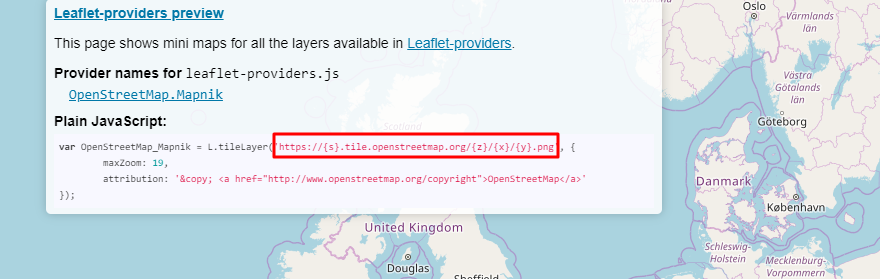 Leaflet-providers preview
This page shows mini maps for all the layers available in Leaflet-providers.
Provider names for leaflet-providers.js
OpenStreetMap.Mapnik
Plain JavaScript:
var OpenStreetMap_Mapnik = L.tileLayer('https://{s}.tile.openstreetmap.org/{z}/{x}/{y}.png', {
maxZoom: 19,
attribution: '&copy; <a href="http://www.openstreetmap.org/copyright">OpenStreetMap</a>'
});
Oslo
Värmlands
län
Västra
Götalands
län
Göteborg
Scotland
Danmark
København
United Kingdom
Schleswig-
Holstein
Mecklenburg-
Vorpommern
Douglas
Sheffield